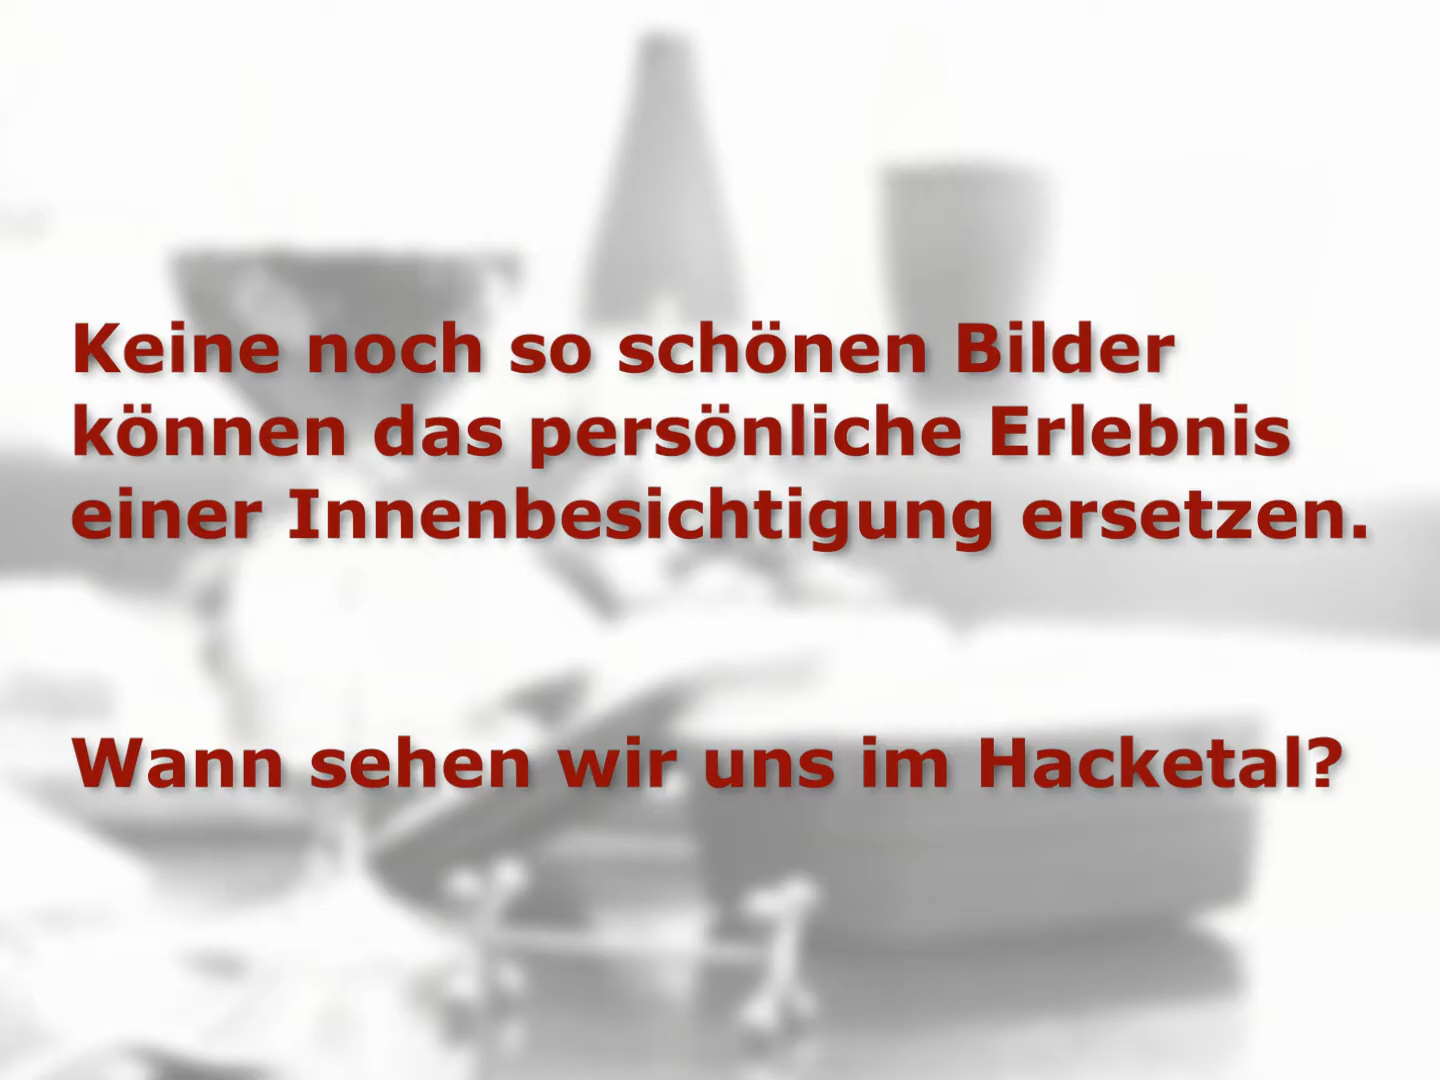 Keine noch so schönen Bilder
können das persönliche Erlebnis
einer Innenbesichtigung ersetzen.
Wann sehen wir uns im Hacketal?